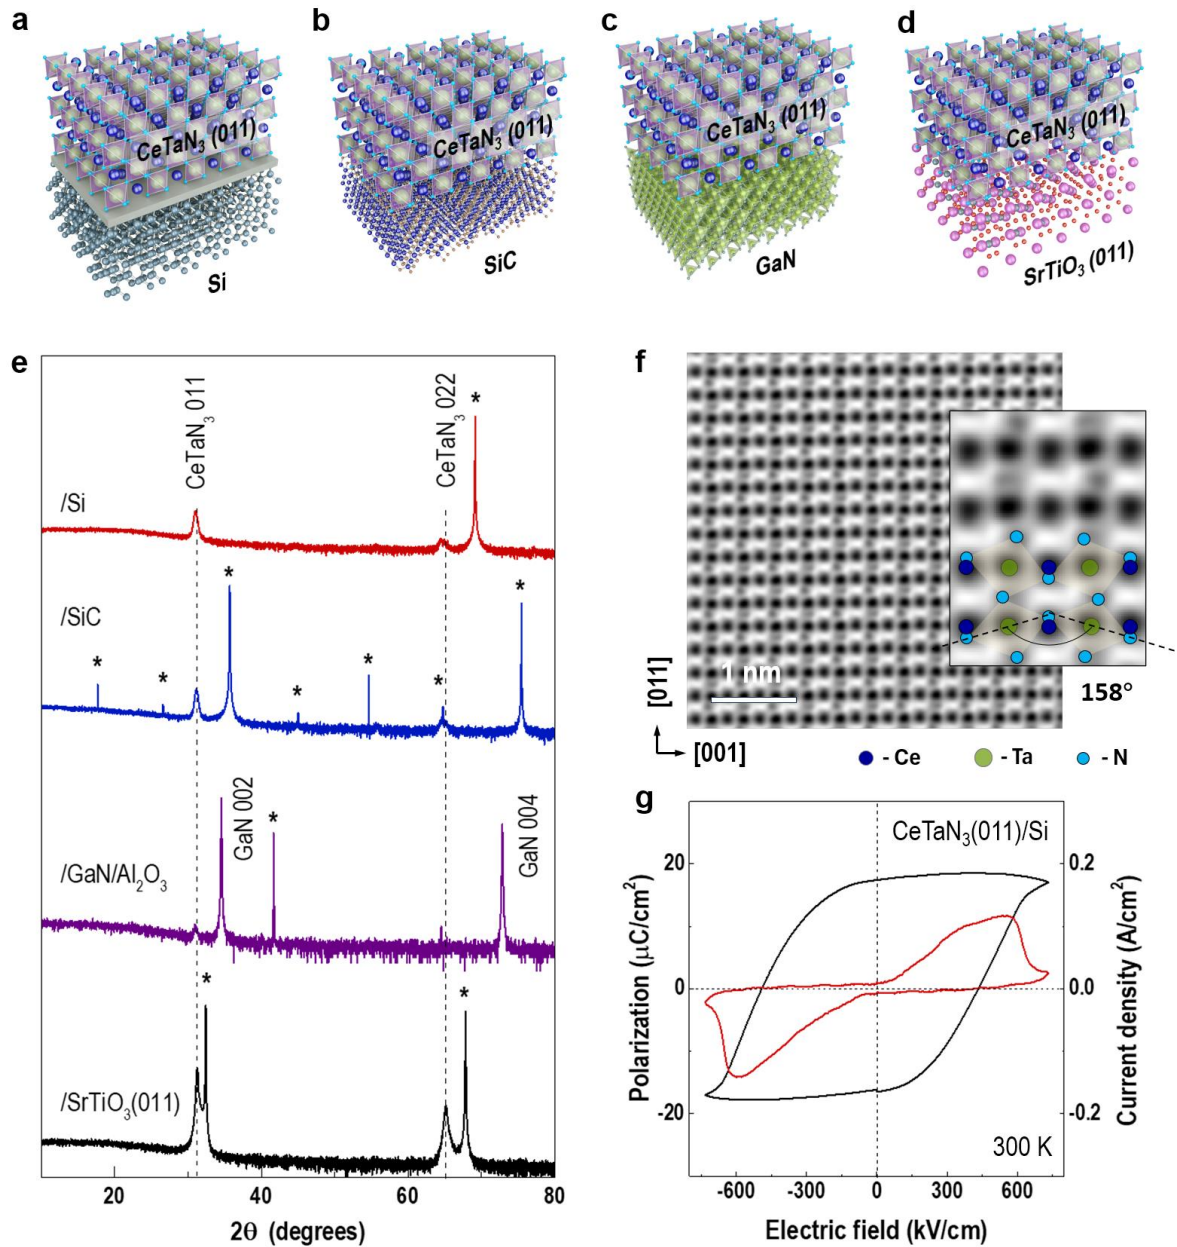 a
b
c
d
CeTaN₃ (011)
CeTaN₃ (011)
CeTaN₃ (011)
CeTaN₃ (011)
Si
SiC
GaN
SrTiO₃ (011)
e
CeTaN₃ 011
CeTaN₃ 022
*
/Si
/SiC
* * * * * * *
/GaN/Al₂O₃
GaN 002
*
GaN 004
/SrTiO₃(011)
* *
20 40 60 80
2θ (degrees)
f
1 nm
158°
[011]
[001]
- Ce - Ta - N
g
CeTaN₃(011)/Si
300 K
Polarization (μC/cm²)
20
0
-20
Current density (A/cm²)
0.2
0.0
-0.2
-600 -300 0 300 600
Electric field (kV/cm)